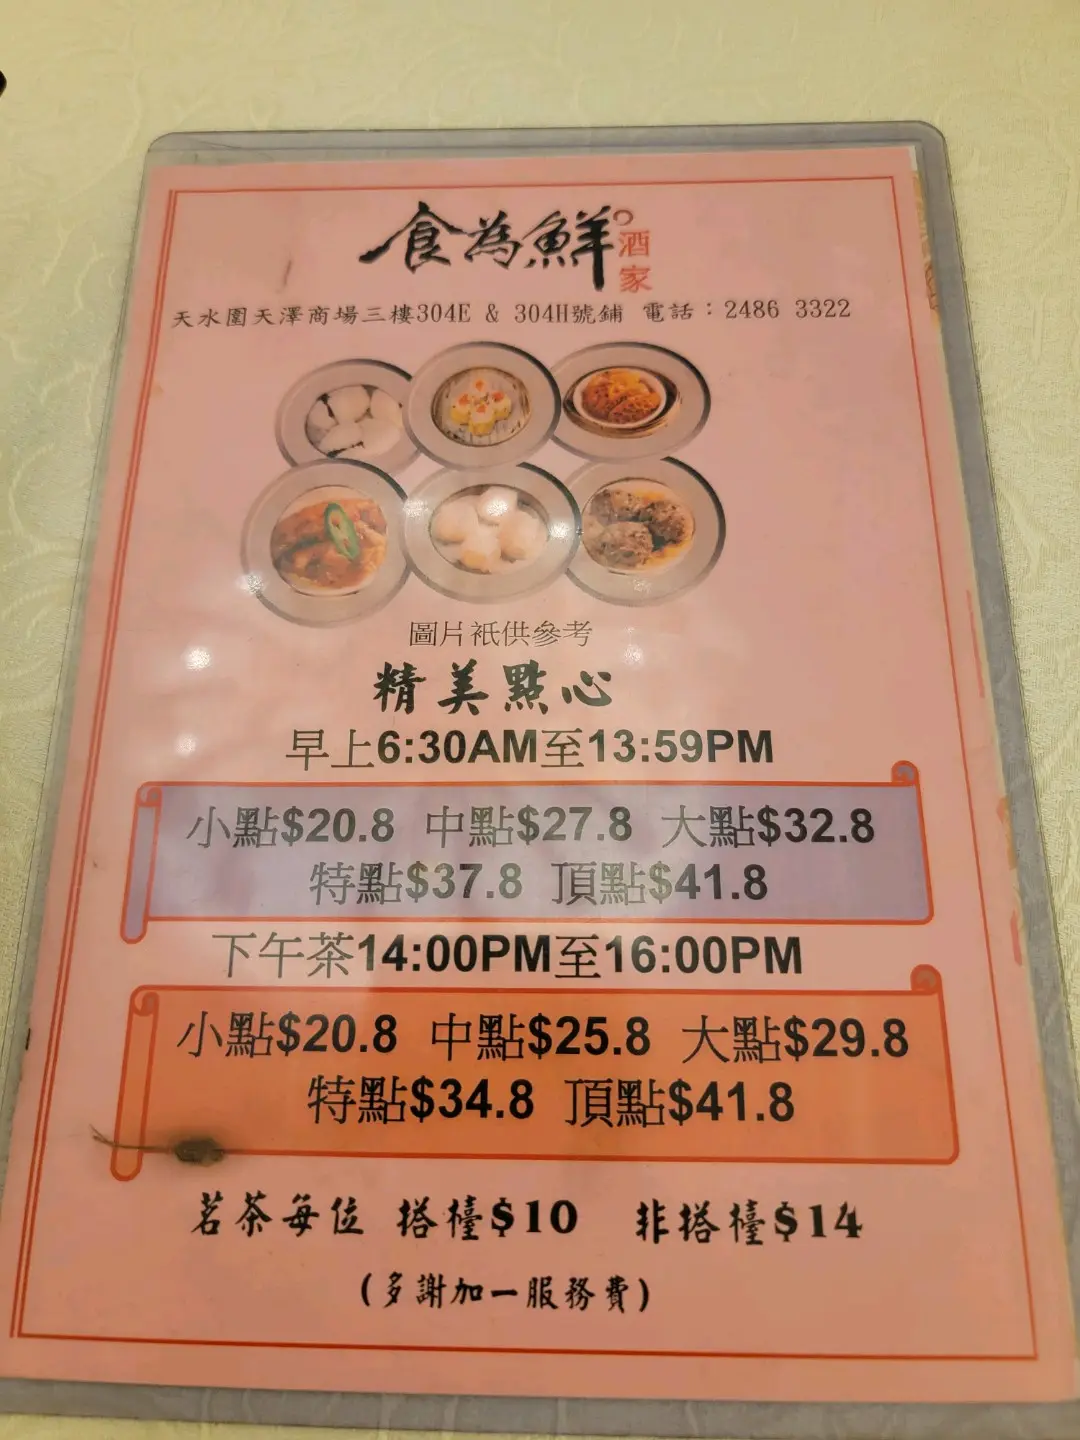 食為鮮酒家
天水圍天澤商場三樓304E & 304H號鋪 電話：2486 3322
圖片祇供參考
精美點心
早上6:30AM至13:59PM
小點$20.8 中點$27.8 大點$32.8
特點$37.8 頂點$41.8
下午茶14:00PM至16:00PM
小點$20.8 中點$25.8 大點$29.8
特點$34.8 頂點$41.8
茗茶每位 搭檯$10 非搭檯$14
(多謝加一服務費)